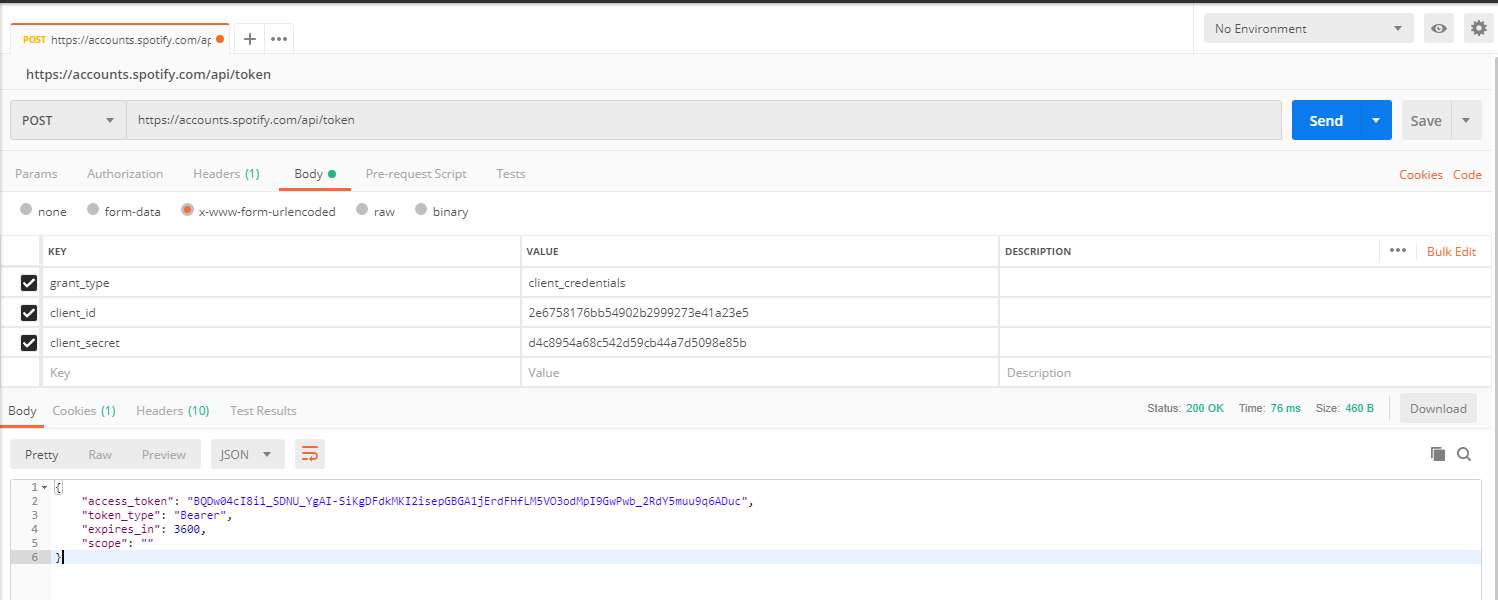 POST https://accounts.spotify.com/ap
No Environment
https://accounts.spotify.com/api/token
POST https://accounts.spotify.com/api/token Send Save
Params Authorization Headers (1) Body Pre-request Script Tests Cookies Code
none form-data x-www-form-urlencoded raw binary
KEY VALUE DESCRIPTION Bulk Edit
grant_type client_credentials
client_id 2e6758176bb54902b2999273e41a23e5
client_secret d4c8954a68c542d59cb44a7d5098e85b
Key Value Description
Body Cookies (1) Headers (10) Test Results Status: 200 OK Time: 76 ms Size: 460 B Download
Pretty Raw Preview JSON
1 {
2 "access_token": "BQDw04cI8i1_SDNU_YgAI-SiKgDFdkMKI2isepGBGA1jErdFHfLM5VO3odMpI9GwPwb_2RdY5muu9q6ADuc",
3 "token_type": "Bearer",
4 "expires_in": 3600,
5 "scope": ""
6 }